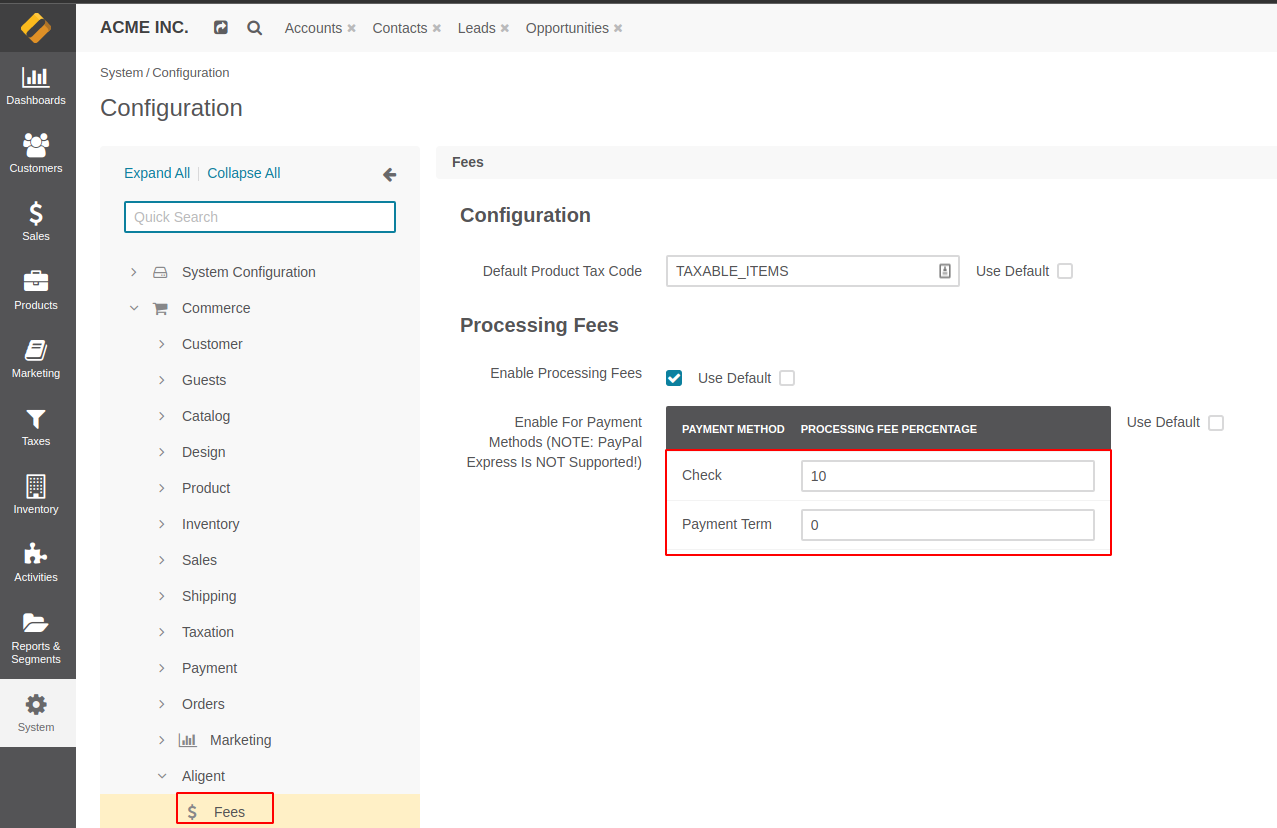 ACME INC.
Accounts × Contacts × Leads × Opportunities ×
Dashboards
Customers
Sales
Products
Marketing
Taxes
Inventory
Activities
Reports &
Segments
System
System / Configuration
Configuration
Expand All | Collapse All
Quick Search
System Configuration
Commerce
Customer
Guests
Catalog
Design
Product
Inventory
Sales
Shipping
Taxation
Payment
Orders
Marketing
Aligent
$ Fees
Fees
Configuration
Default Product Tax Code TAXABLE_ITEMS Use Default
Processing Fees
Enable Processing Fees Use Default
Enable For Payment
Methods (NOTE: PayPal
Express Is NOT Supported!)
PAYMENT METHOD PROCESSING FEE PERCENTAGE Use Default
Check 10
Payment Term 0